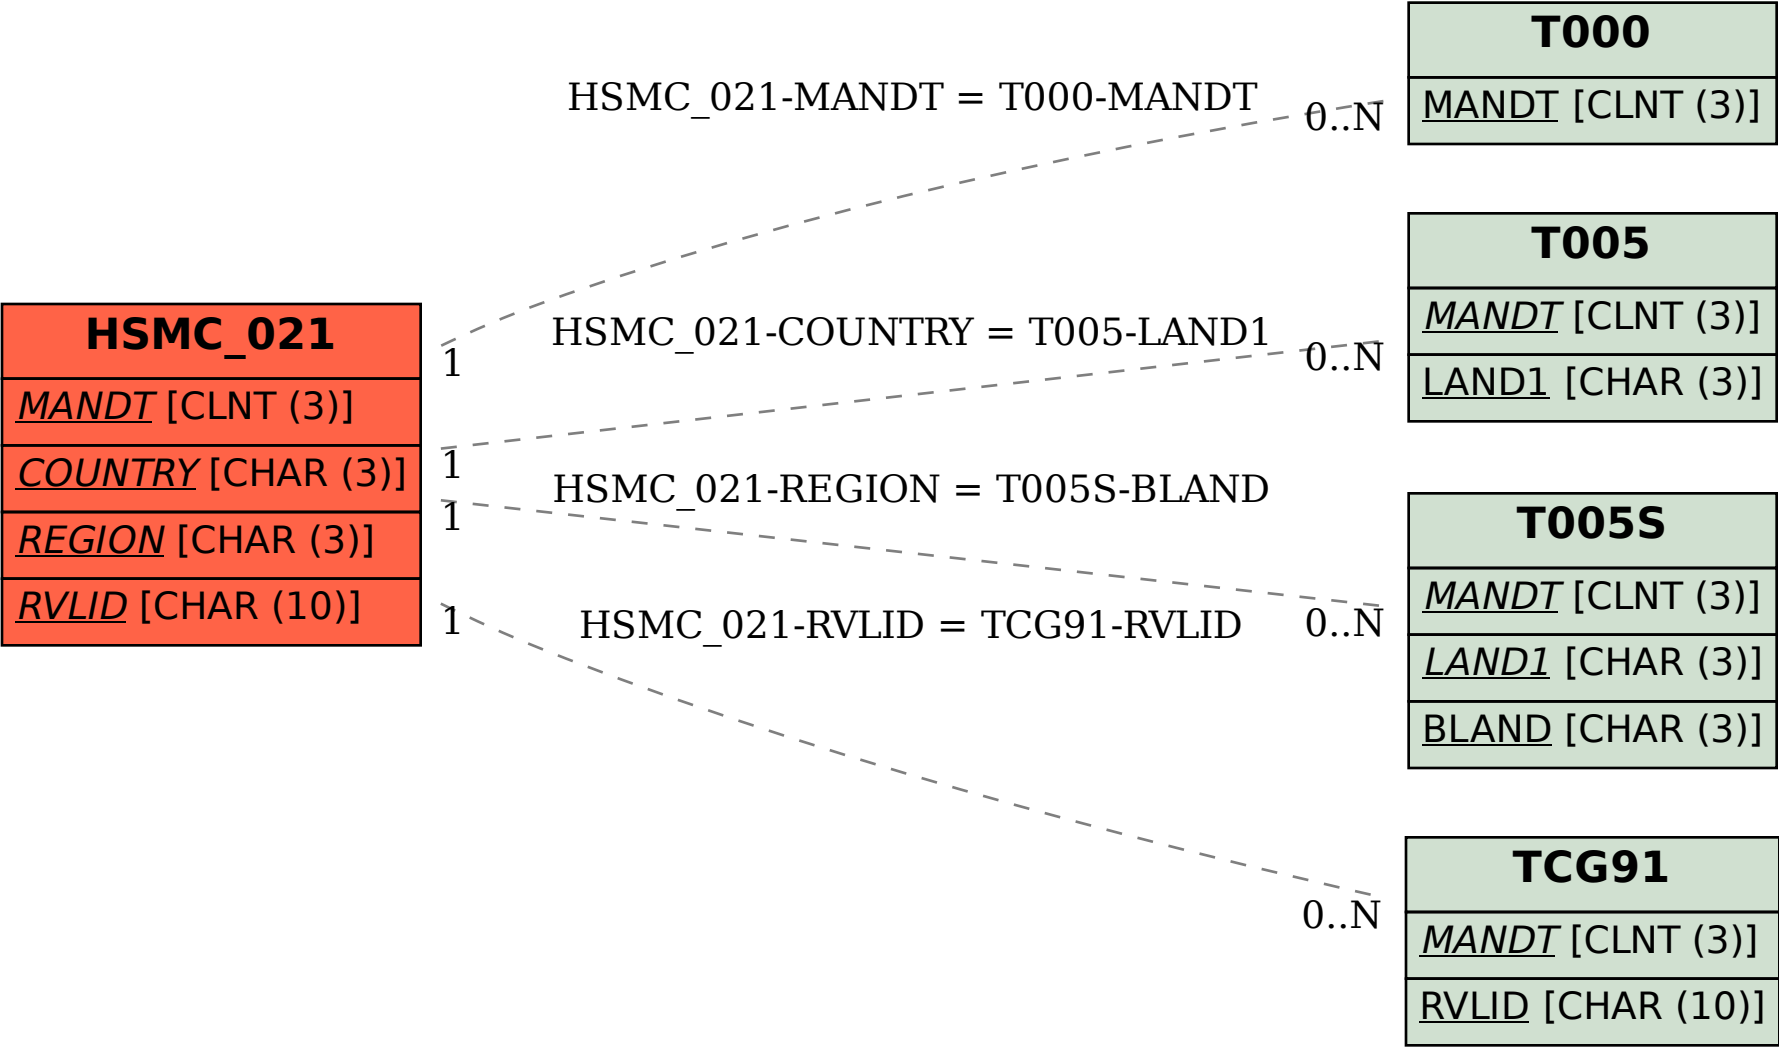 HSMC_021
MANDT [CLNT (3)]
COUNTRY [CHAR (3)]
REGION [CHAR (3)]
RVLID [CHAR (10)]
HSMC_021-MANDT = T000-MANDT
1
0..N
HSMC_021-COUNTRY = T005-LAND1
1
0..N
HSMC_021-REGION = T005S-BLAND
1
0..N
HSMC_021-RVLID = TCG91-RVLID
1
0..N
T000
MANDT [CLNT (3)]
T005
MANDT [CLNT (3)]
LAND1 [CHAR (3)]
T005S
MANDT [CLNT (3)]
LAND1 [CHAR (3)]
BLAND [CHAR (3)]
TCG91
MANDT [CLNT (3)]
RVLID [CHAR (10)]